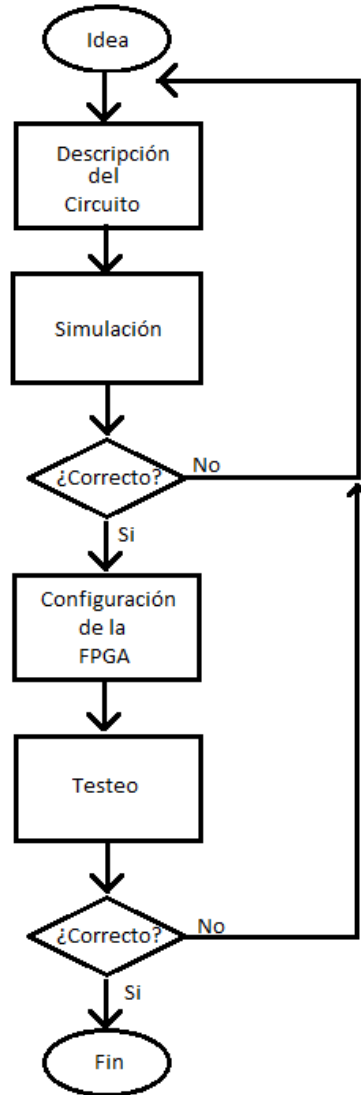 Idea
Descripción
del
Circuito
Simulación
¿Correcto?
No
Si
Configuración
de la
FPGA
Testeo
¿Correcto?
No
Si
Fin